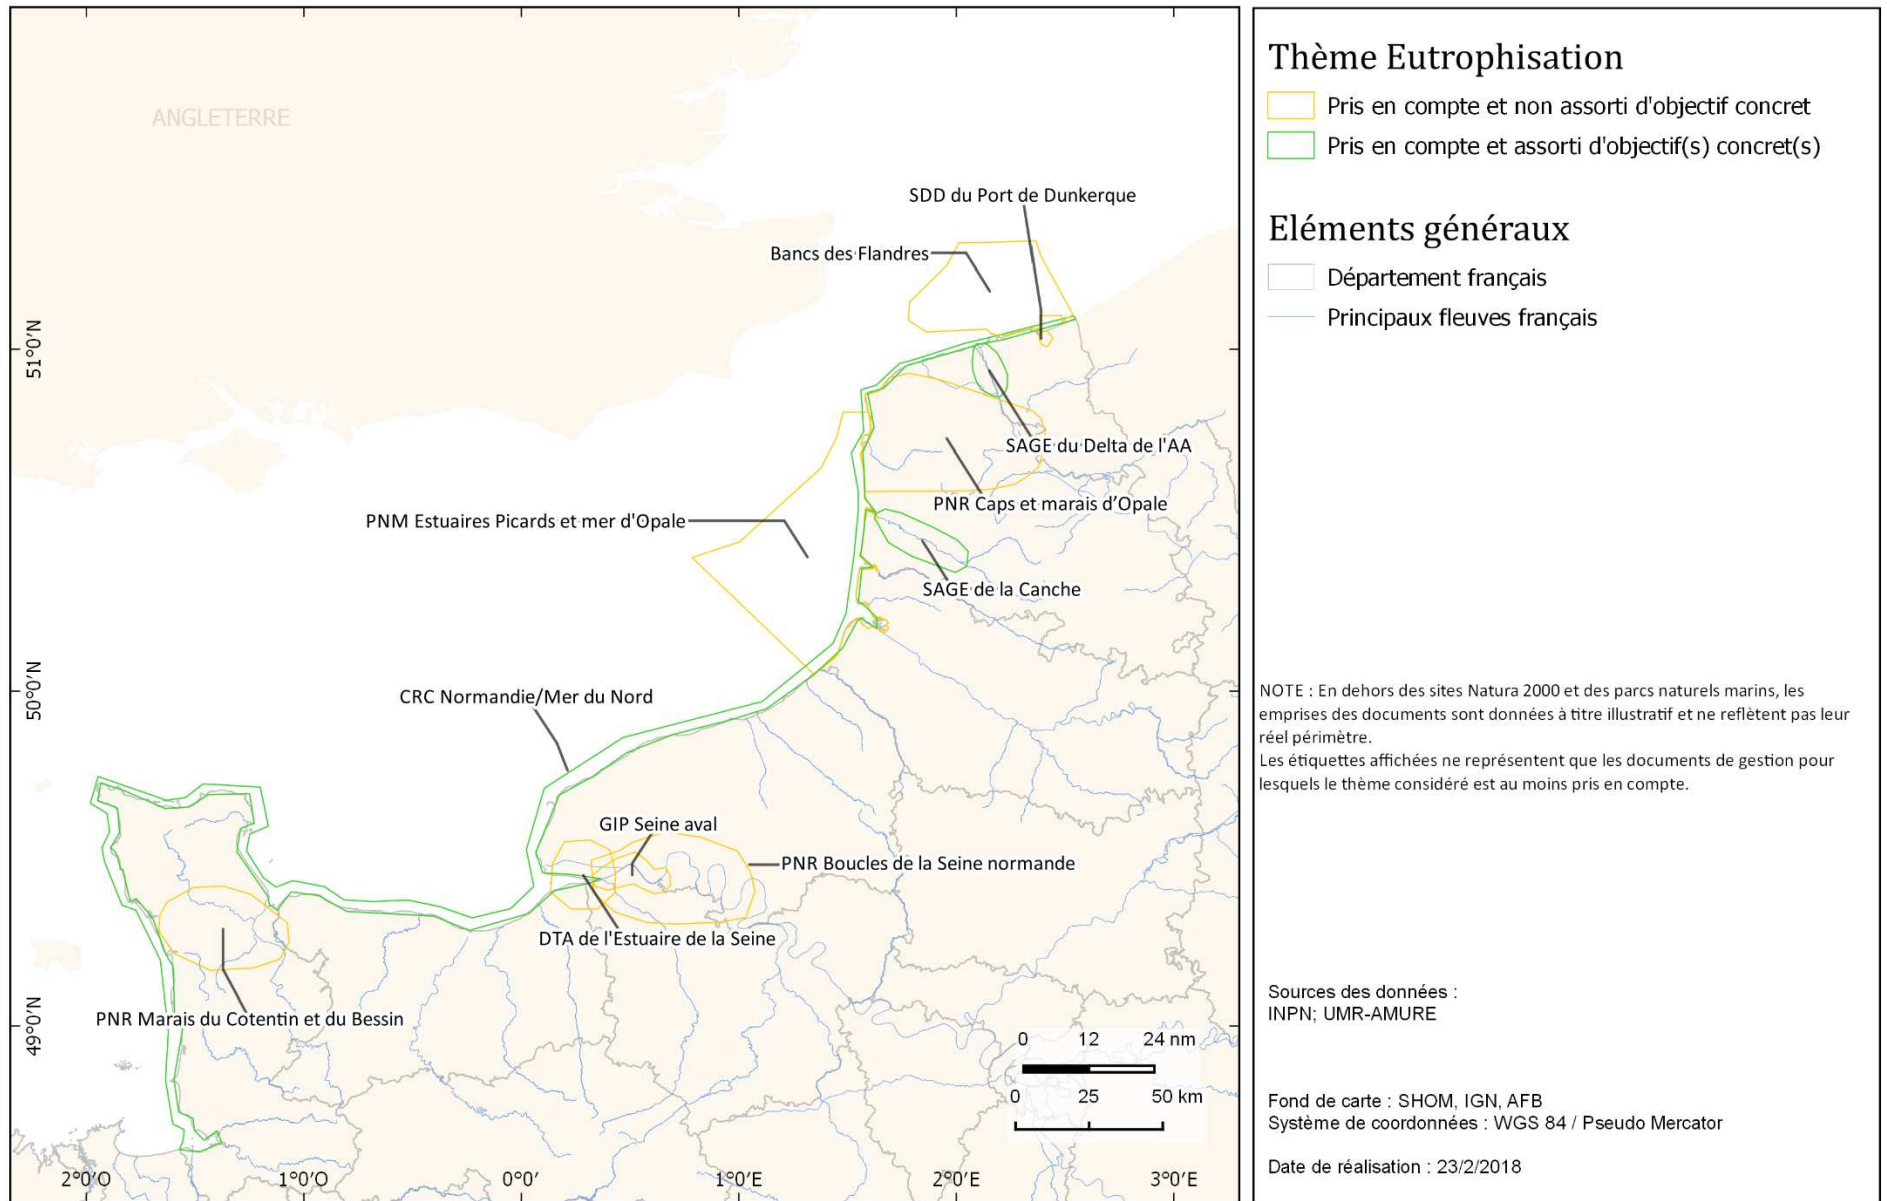 ANGLETERRE
SDD du Port de Dunkerque
Bancs des Flandres
SAGE du Delta de l'AA
PNR Caps et marais d’Opale
PNM Estuaires Picards et mer d'Opale
SAGE de la Canche
CRC Normandie/Mer du Nord
GIP Seine aval
PNR Boucles de la Seine normande
DTA de l'Estuaire de la Seine
PNR Marais du Cotentin et du Bessin
51°0'N
50°0'N
49°0'N
0 12 24 nm
0 25 50 km
2°0'O
1°0'O
0°0'
1°0'E
2°0'E
3°0'E
Thème Eutrophisation
Pris en compte et non assorti d'objectif concret
Pris en compte et assorti d'objectif(s) concret(s)
Eléments généraux
Département français
Principaux fleuves français
NOTE : En dehors des sites Natura 2000 et des parcs naturels marins, les
emprises des documents sont données à titre illustratif et ne reflètent pas leur
réel périmètre.
Les étiquettes affichées ne représentent que les documents de gestion pour
lesquels le thème considéré est au moins pris en compte.
Sources des données :
INPN; UMR-AMURE
Fond de carte : SHOM, IGN, AFB
Système de coordonnées : WGS 84 / Pseudo Mercator
Date de réalisation : 23/2/2018